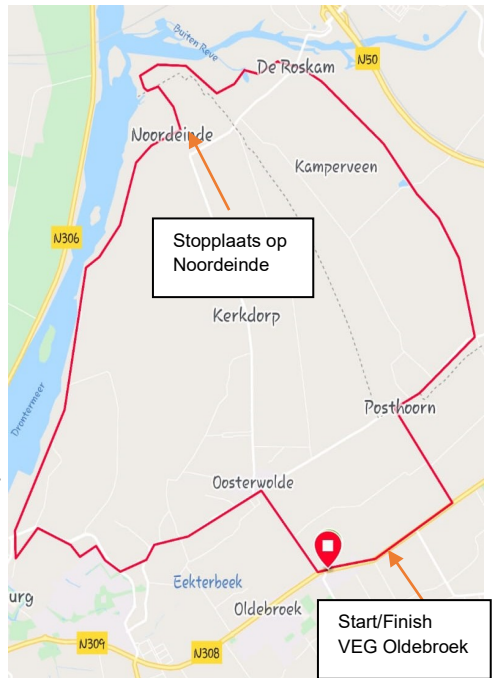 Buiten Reve
De Roskam
N50
Noordeinde
Kamperveen
Stopplaats op
Noordeinde
N306
Kerkdorp
Drontermeer
Posthoorn
Oosterwolde
Eekterbeek
urg
Oldebroek
Start/Finish
VEG Oldebroek
N309
N308